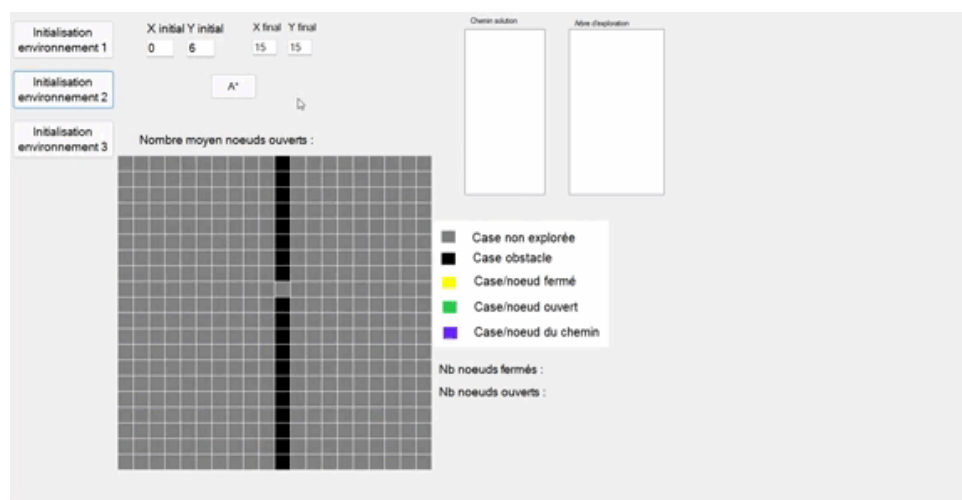 Initialisation
environnement 1
X initial Y initial
0 6
X final Y final
15 15
Initialisation
environnement 2
A*
Initialisation
environnement 3
Nombre moyen noeuds ouverts :
Chemin solution
Arbre d'exploration
Case non explorée
Case obstacle
Case/noeud fermé
Case/noeud ouvert
Case/noeud du chemin
Nb noeuds fermés :
Nb noeuds ouverts :